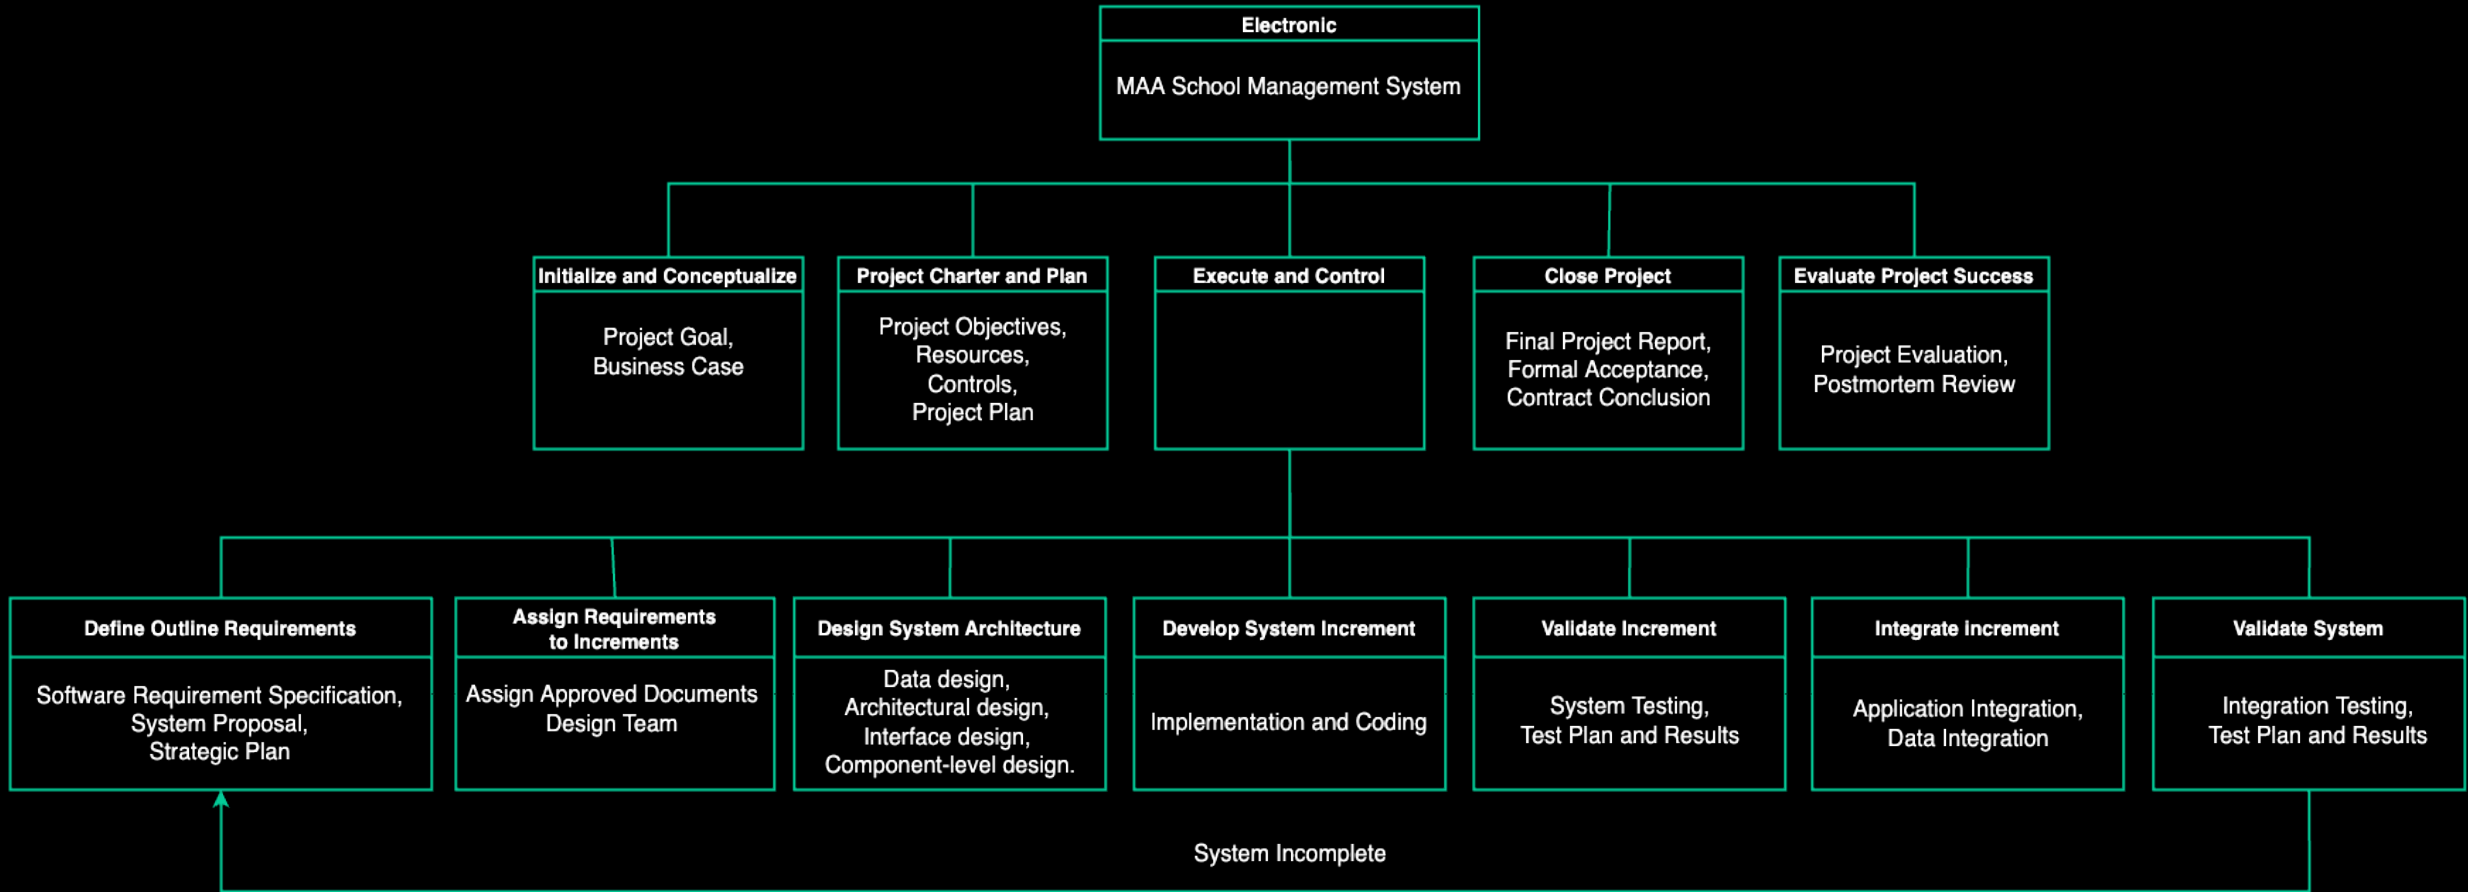 Electronic
MAA School Management System
Initialize and Conceptualize
Project Goal,
Business Case
Project Charter and Plan
Project Objectives,
Resources,
Controls,
Project Plan
Execute and Control
Close Project
Final Project Report,
Formal Acceptance,
Contract Conclusion
Evaluate Project Success
Project Evaluation,
Postmortem Review
Define Outline Requirements
Software Requirement Specification,
System Proposal,
Strategic Plan
Assign Requirements
to Increments
Assign Approved Documents
Design Team
Design System Architecture
Data design,
Architectural design,
Interface design,
Component-level design.
Develop System Increment
Implementation and Coding
Validate Increment
System Testing,
Test Plan and Results
Integrate increment
Application Integration,
Data Integration
Validate System
Integration Testing,
Test Plan and Results
System Incomplete